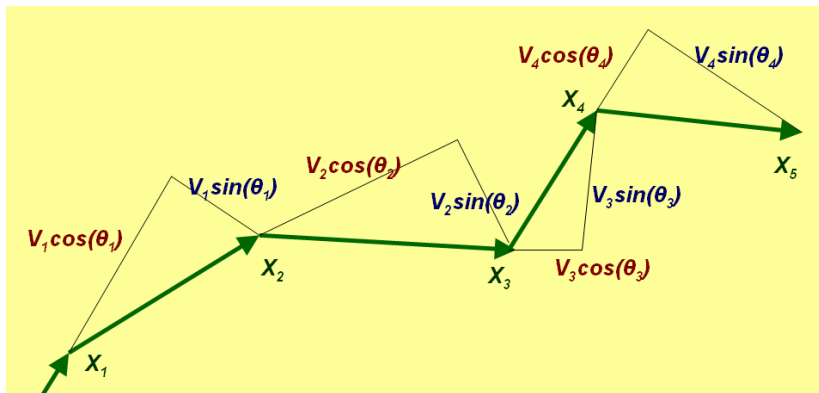 V₄cos(θ₄)
V₄sin(θ₄)
X₄
X₅
V₂cos(θ₂)
V₁sin(θ₁)
V₂sin(θ₂)
V₃sin(θ₃)
V₁cos(θ₁)
X₂
X₃
V₃cos(θ₃)
X₁